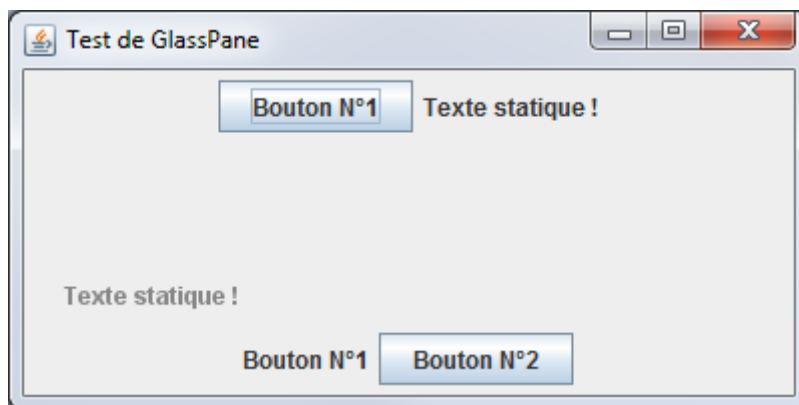 Test de GlassPane
Bouton N°1 Texte statique !
Texte statique !
Bouton N°1 Bouton N°2